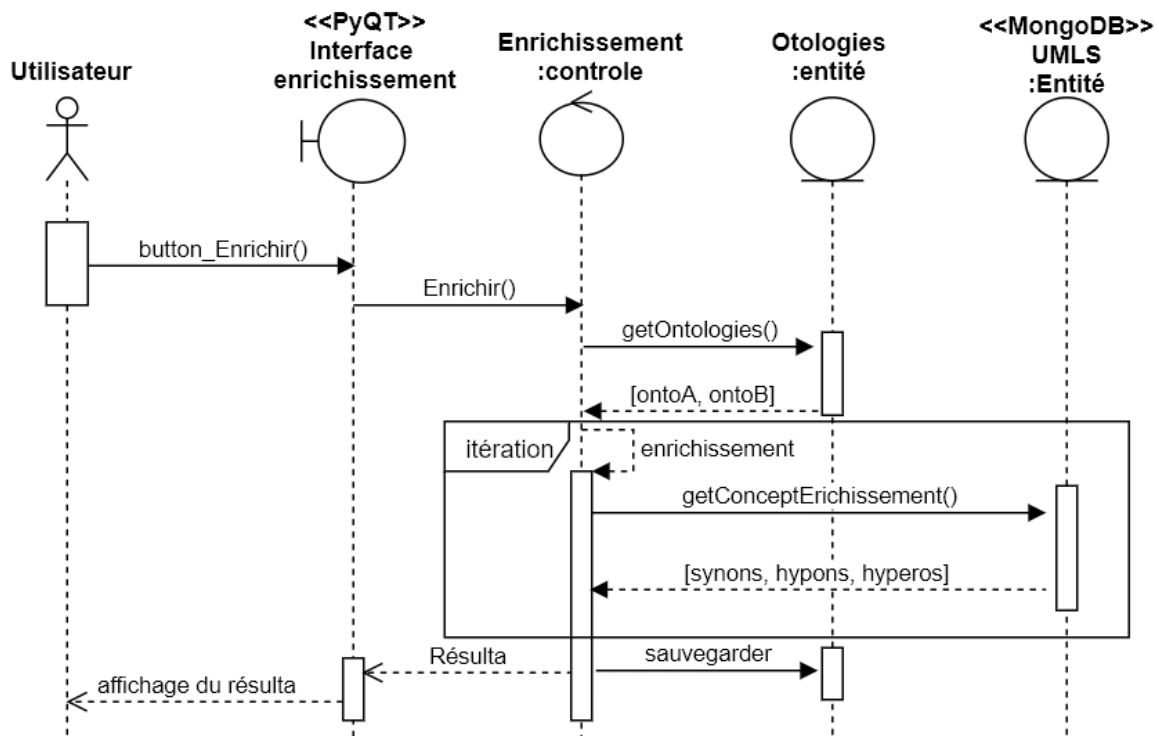 Utilisateur
<<PyQT>>
Interface
enrichissement
Enrichissement
:controle
Otologies
:entité
<<MongoDB>>
UMLS
:Entité
button_Enrichir()
Enrichir()
getOntologies()
[ontoA, ontoB]
itération
enrichissement
getConceptErichissement()
[synons, hypons, hyperos]
Résulta
sauvegarder
affichage du résulta